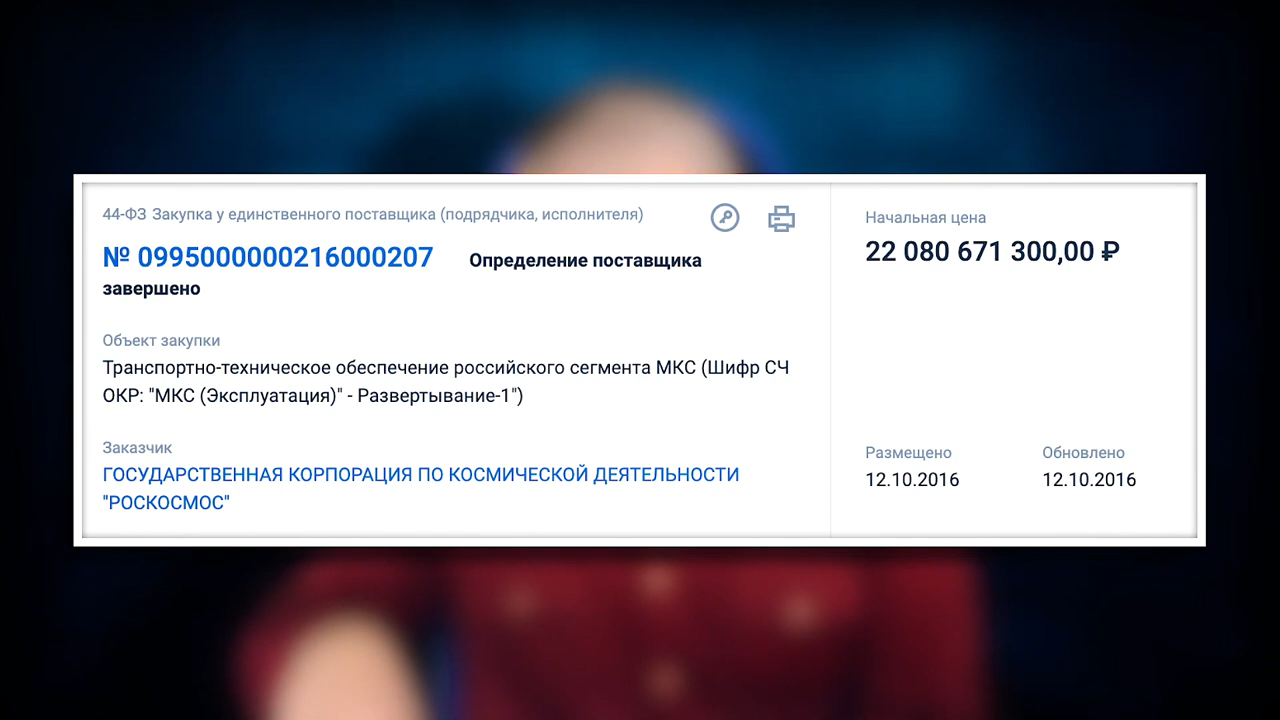 44-ФЗ Закупка у единственного поставщика (подрядчика, исполнителя)
№ 0995000000216000207 Определение поставщика
завершено
Объект закупки
Транспортно-техническое обеспечение российского сегмента МКС (Шифр СЧ
ОКР: "МКС (Эксплуатация)" - Развертывание-1")
Заказчик
ГОСУДАРСТВЕННАЯ КОРПОРАЦИЯ ПО КОСМИЧЕСКОЙ ДЕЯТЕЛЬНОСТИ
"РОСКОСМОС"
Начальная цена
22 080 671 300,00 ₽
Размещено Обновлено
12.10.2016 12.10.2016